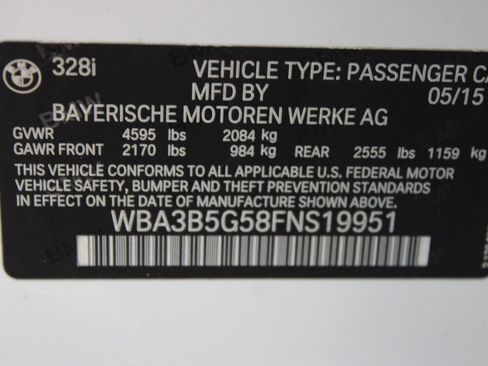 328i VEHICLE TYPE: PASSENGER CA
MFD BY 05/15
BAYERISCHE MOTOREN WERKE AG
GVWR 4595 lbs 2084 kg
GAWR FRONT 2170 lbs 984 kg REAR 2555 lbs 1159 kg
THIS VEHICLE CONFORMS TO ALL APPLICABLE U.S. FEDERAL MOTOR
VEHICLE SAFETY, BUMPER AND THEFT PREVENTION STANDARDS
IN EFFECT ON THE DATE OF MANUFACTURE SHOWN ABOVE.
WBA3B5G58FNS19951